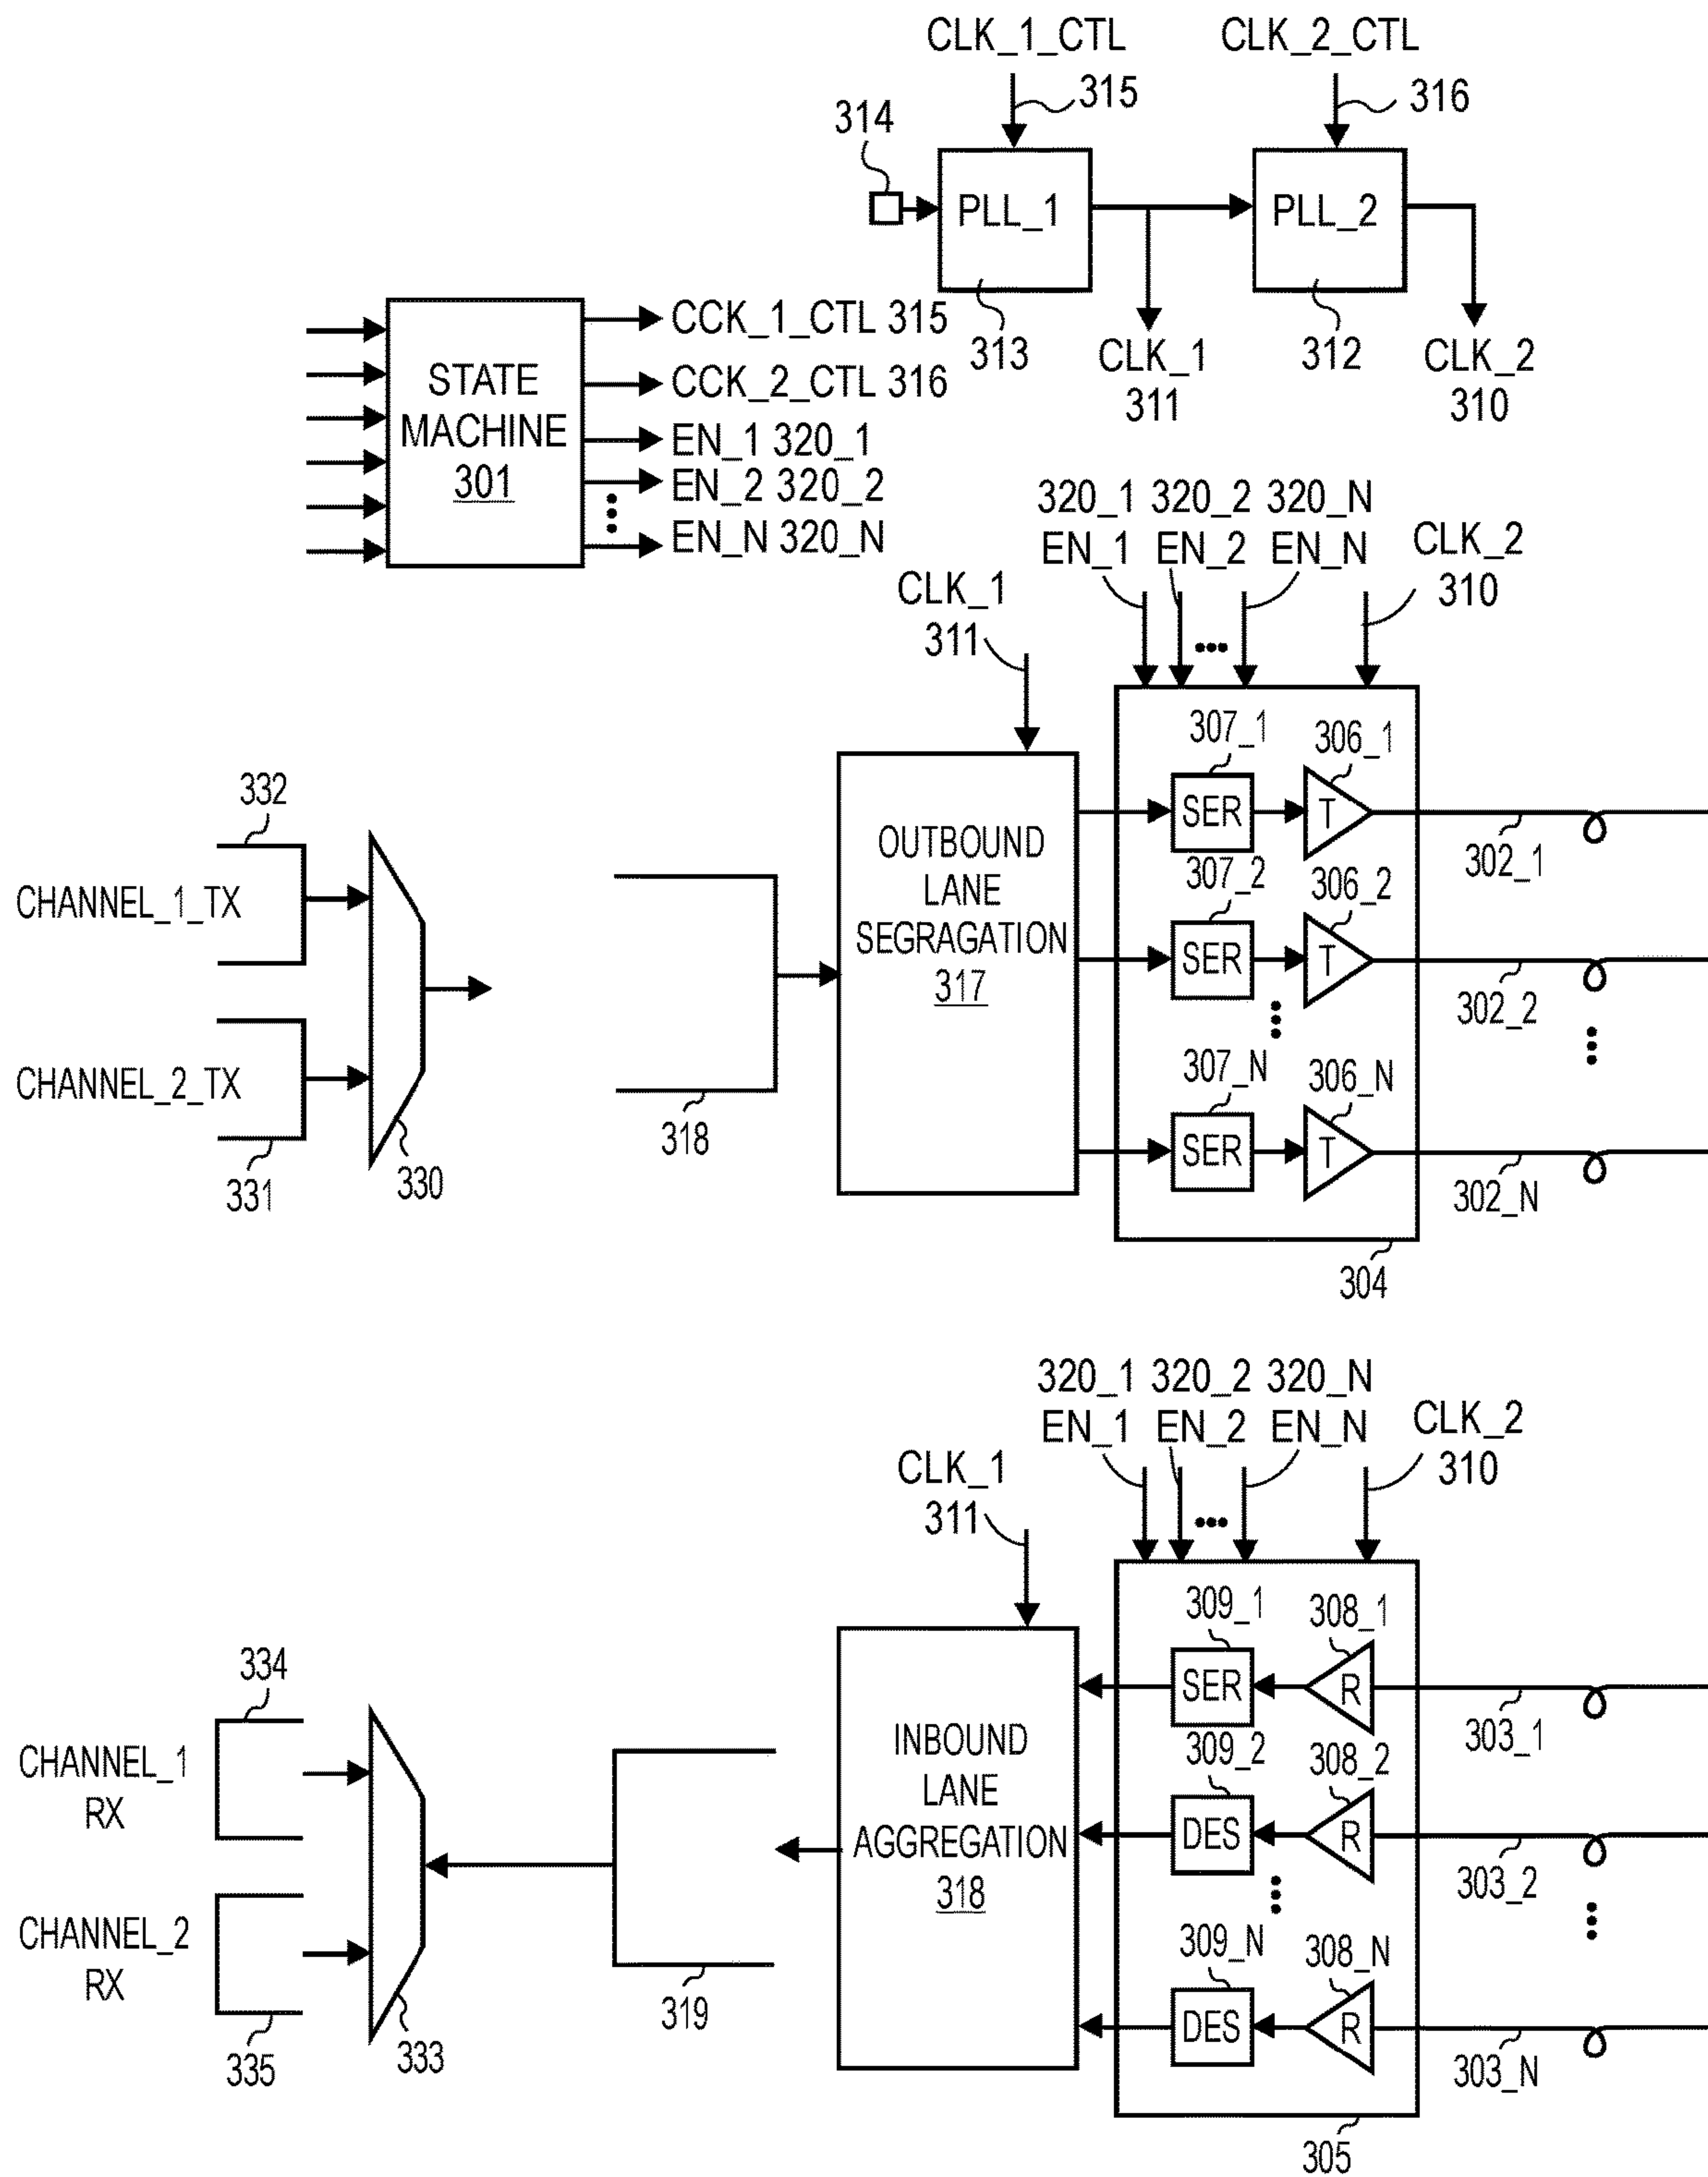 CLK_1_CTL
CLK_2_CTL
315
316
314
PLL_1
PLL_2
313
312
CLK_1
311
CLK_2
310
STATE
MACHINE
301
CCK_1_CTL 315
CCK_2_CTL 316
EN_1 320_1
EN_2 320_2
EN_N 320_N
320_1 320_2 320_N
EN_1 EN_2 EN_N
CLK_2
310
CLK_1
311
332
CHANNEL_1_TX
CHANNEL_2_TX
331
330
318
OUTBOUND
LANE
SEGRAGATION
317
307_1
306_1
SER
T
302_1
307_2
306_2
SER
T
302_2
307_N
306_N
SER
T
302_N
304
320_1 320_2 320_N
EN_1 EN_2 EN_N
CLK_2
310
CLK_1
311
334
CHANNEL_1
RX
CHANNEL_2
RX
335
333
319
INBOUND
LANE
AGGREGATION
318
309_1
308_1
SER
R
303_1
309_2
308_2
DES
R
303_2
309_N
308_N
DES
R
303_N
305